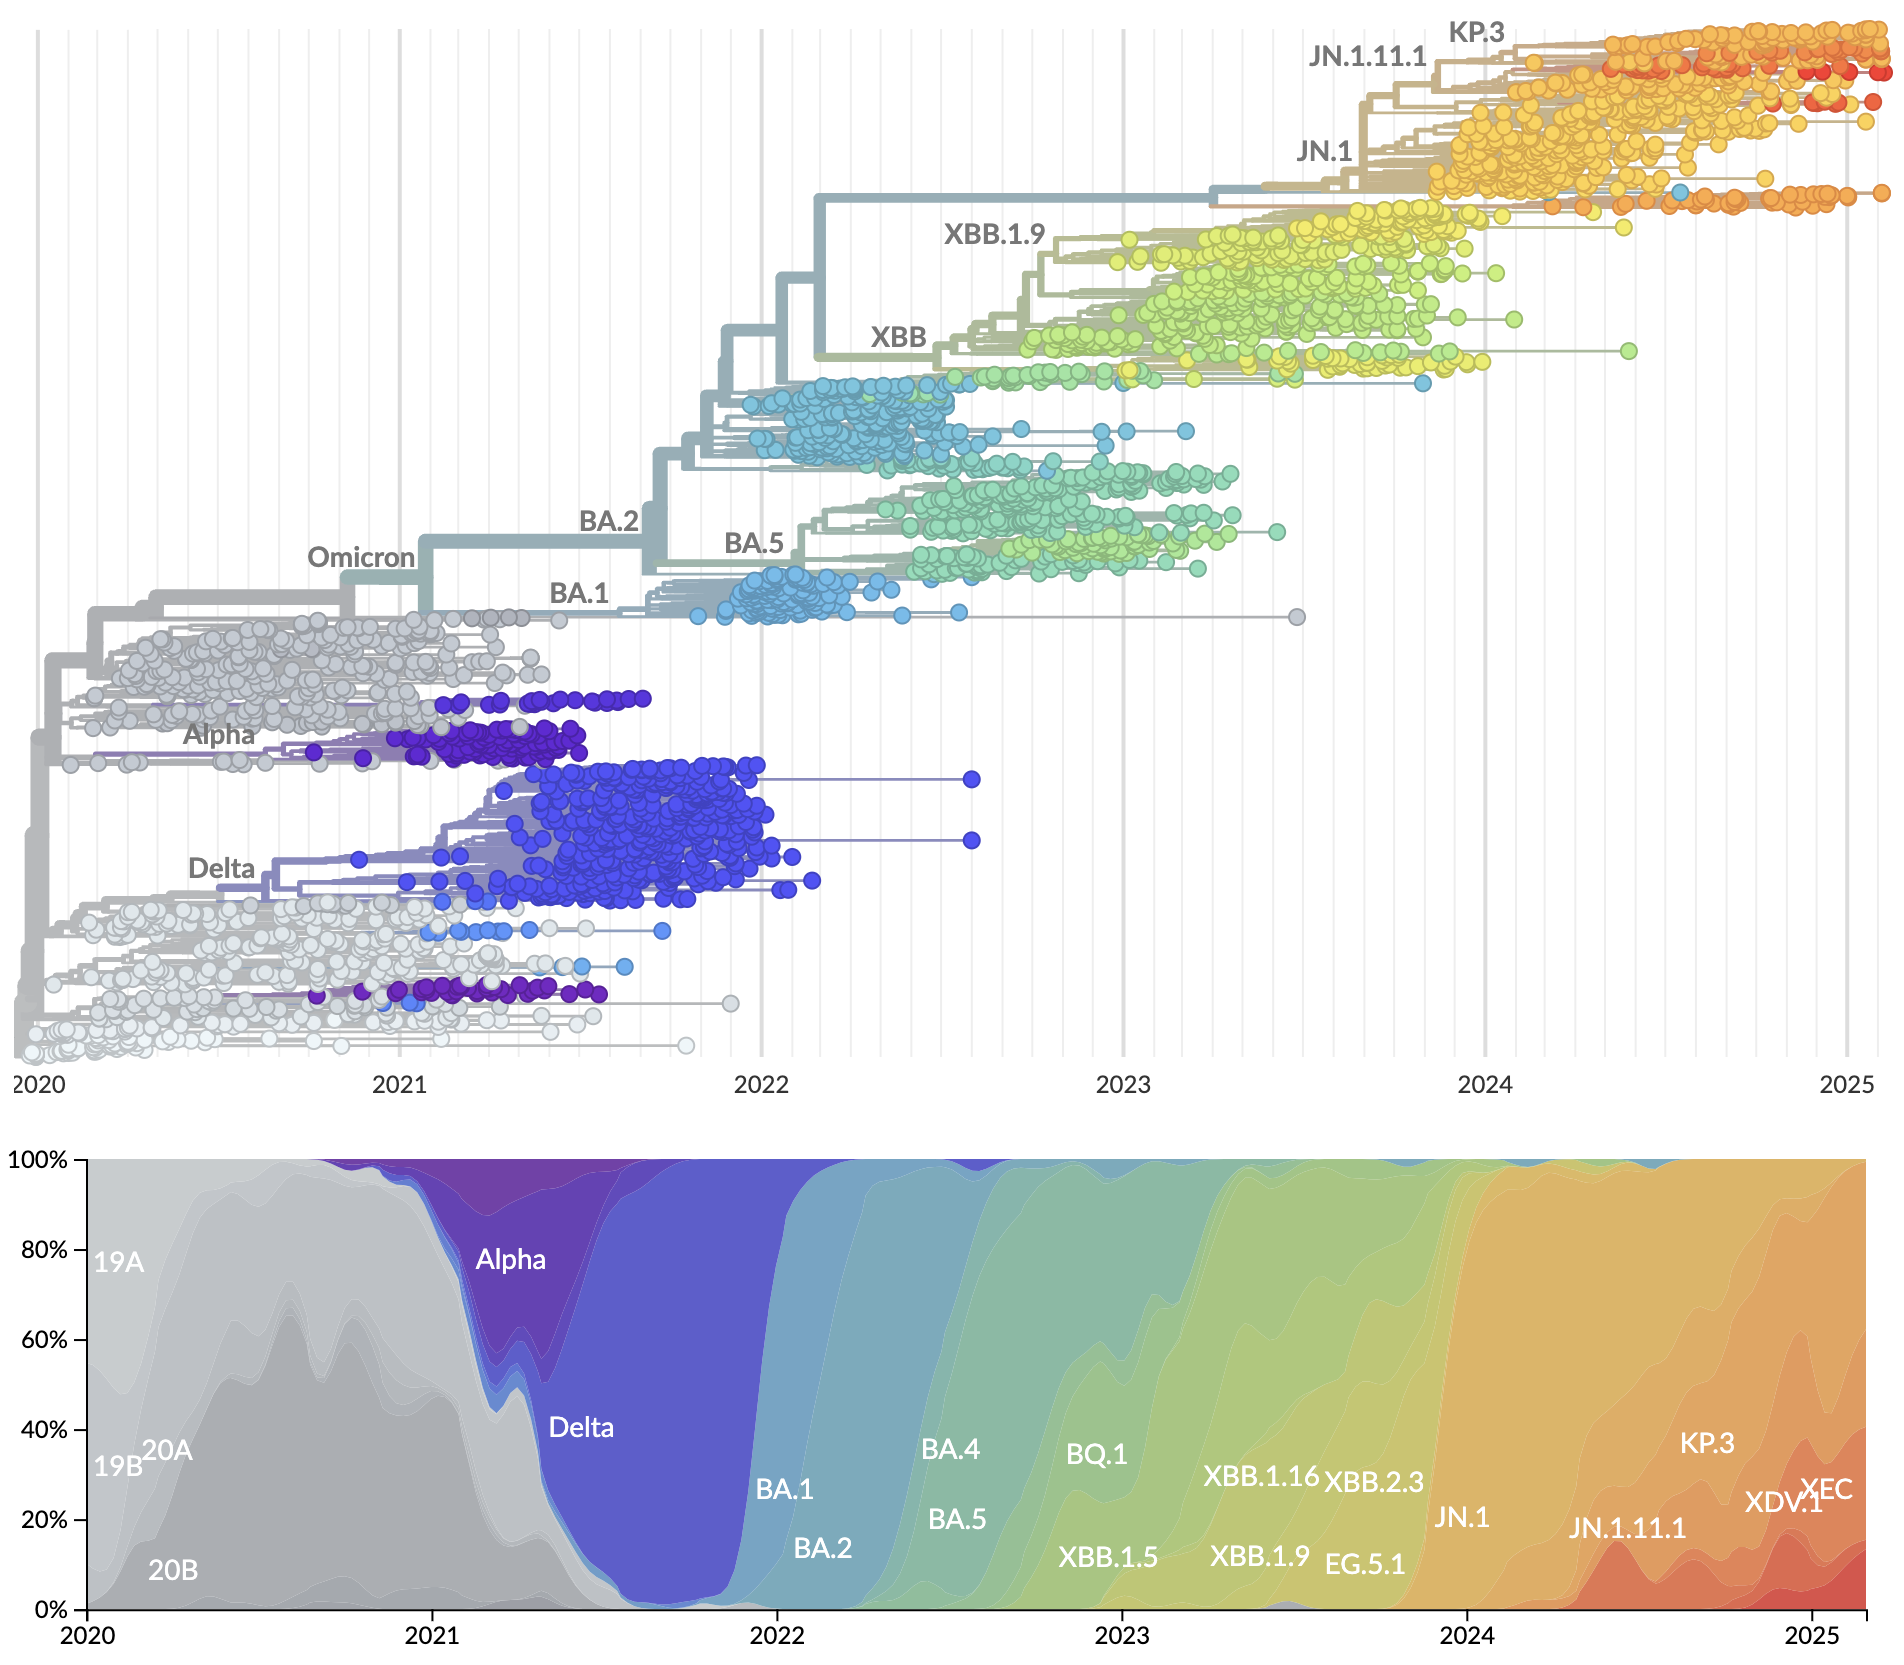 KP.3
JN.1.11.1
JN.1
XBB.1.9
XBB
BA.2
BA.5
Omicron
BA.1
Alpha
Delta
2020 2021 2022 2023 2024 2025
100%
80%
60%
40%
20%
0%
19A
19B
20A
20B
Alpha
Delta
BA.1
BA.2
BA.4
BA.5
BQ.1
XBB.1.5
XBB.1.16
XBB.1.9
XBB.2.3
EG.5.1
JN.1
JN.1.11.1
KP.3
XDV.1
XEC
2020 2021 2022 2023 2024 2025